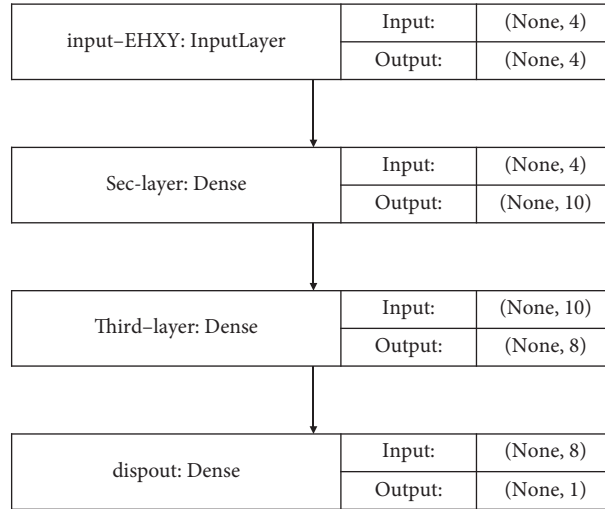 input–EHXY: InputLayer
Input:
(None, 4)
Output:
(None, 4)
Sec-layer: Dense
Input:
(None, 4)
Output:
(None, 10)
Third–layer: Dense
Input:
(None, 10)
Output:
(None, 8)
dispout: Dense
Input:
(None, 8)
Output:
(None, 1)